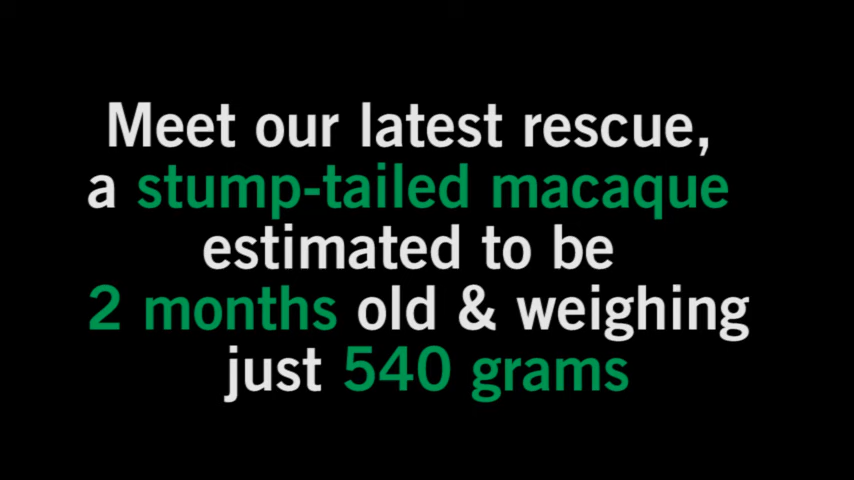 Meet our latest rescue,
a stump-tailed macaque
estimated to be
2 months old & weighing
just 540 grams